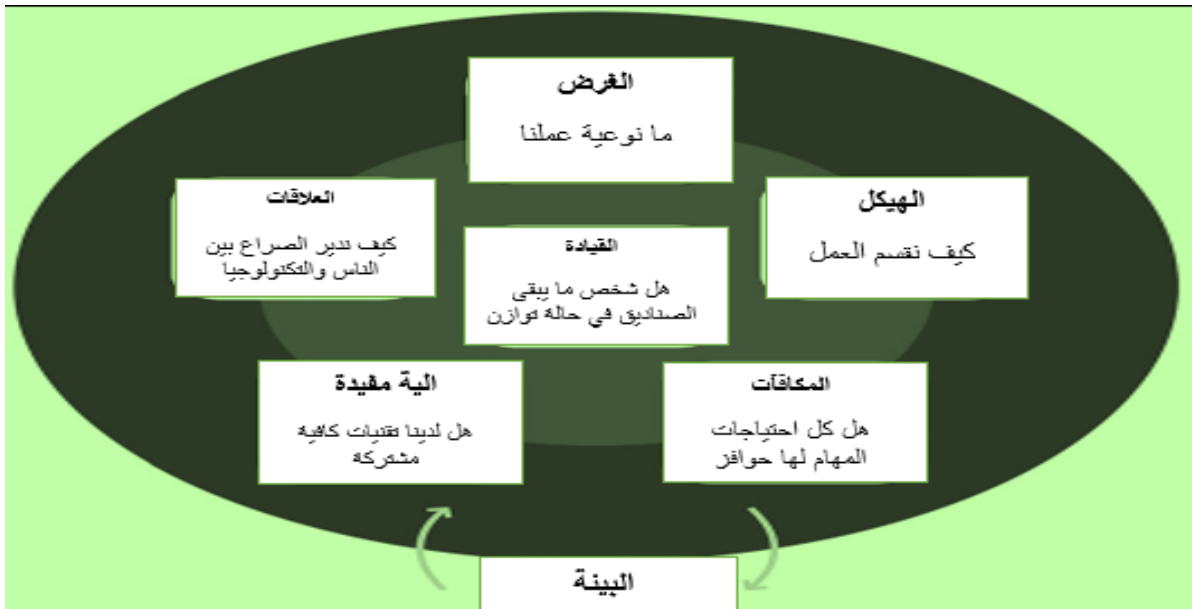 الغرض
ما نوعية عملنا
الهيكل
كيف نقسم العمل
العلاقات
كيف ندير الصراع بين
الناس والتكنولوجيا
القيادة
هل شخص ما يبقى
الصناديق في حالة توازن
المكافآت
هل كل احتياجات
المهام لها حوافز
الية مفيدة
هل لدينا تقنيات كافية
مشتركة
البيئة